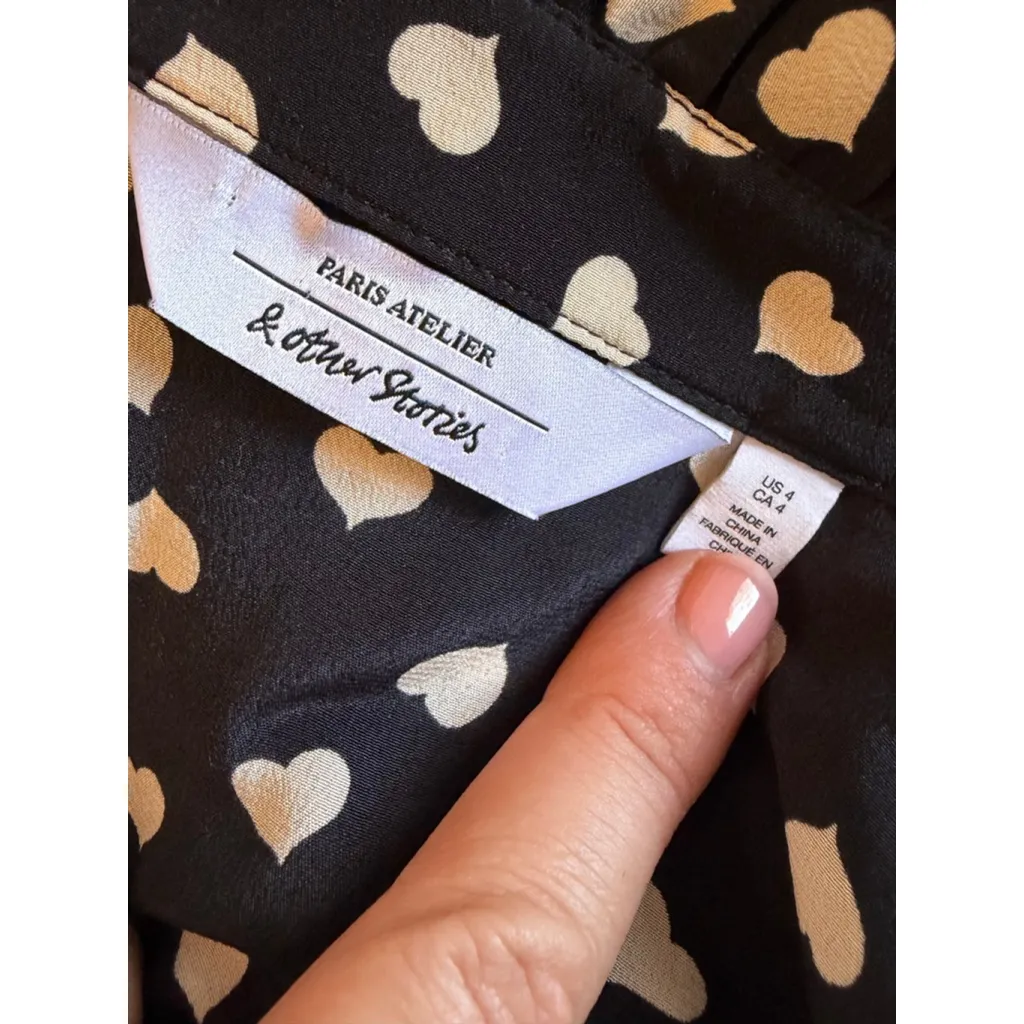 PARIS ATELIER
& other Stories
US 4
CA 4
MADE IN
CHINA
FABRIQUÉ EN